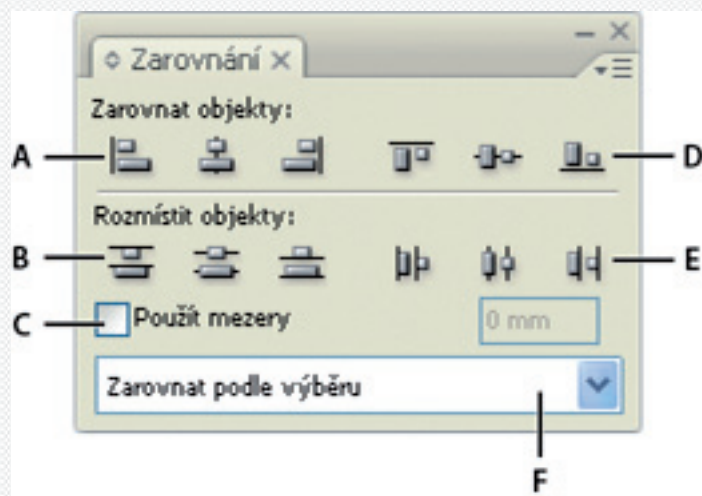 Zarovnání
Zarovnat objekty:
A
D
Rozmístit objekty:
B
E
C
Použít mezery
0 mm
Zarovnat podle výběru
F